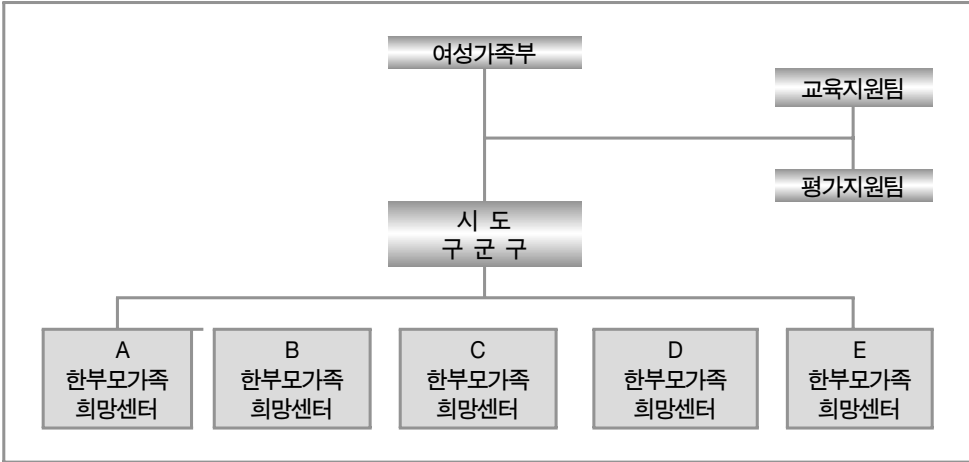 여성가족부
교육지원팀
평가지원팀
시 도
구 군 구
A
한부모가족
희망센터
B
한부모가족
희망센터
C
한부모가족
희망센터
D
한부모가족
희망센터
E
한부모가족
희망센터